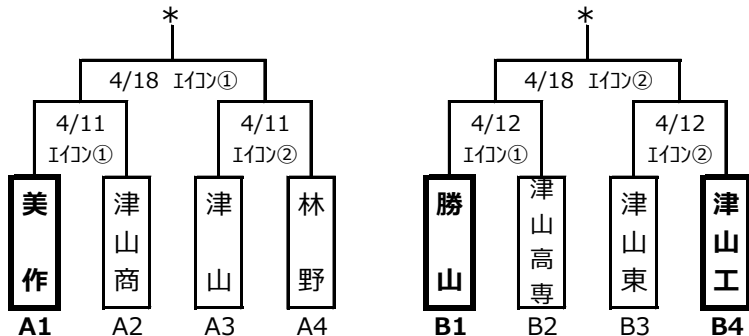 * *
4/18 ｴｲｺﾝ① 4/18 ｴｲｺﾝ②
4/11 4/11 4/12 4/12
ｴｲｺﾝ① ｴｲｺﾝ② ｴｲｺﾝ① ｴｲｺﾝ②
美作 津山商 津山 林野 勝山 津山高専 津山東 津山工
A1 A2 A3 A4 B1 B2 B3 B4